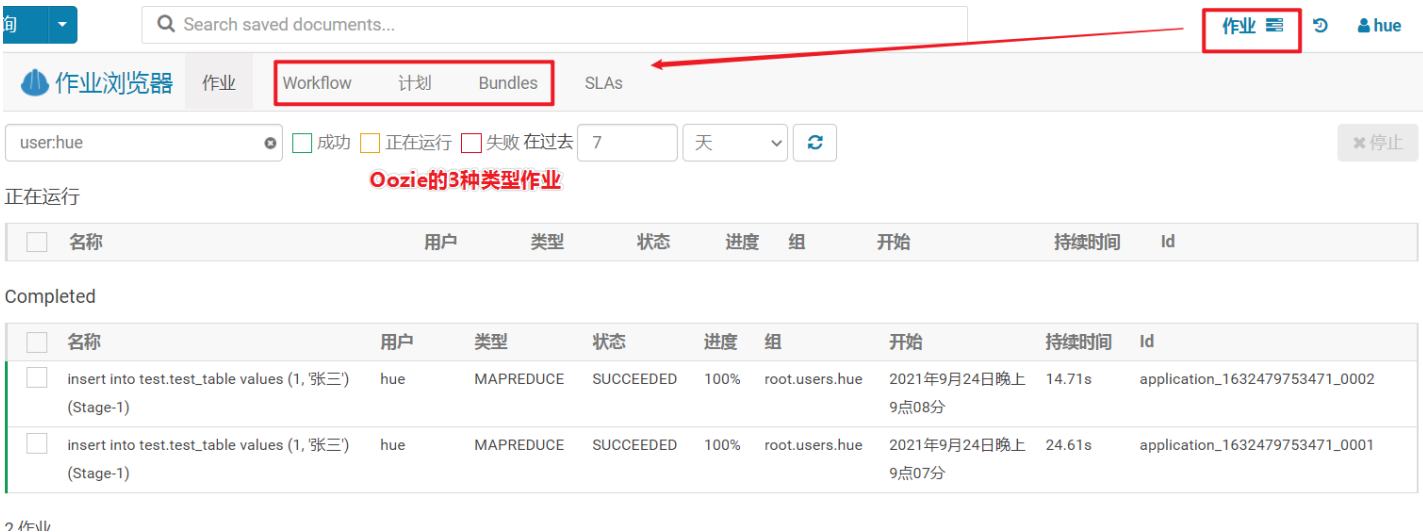 询 Search saved documents... 作业 hue
作业浏览器 作业 Workflow 计划 Bundles SLAs
user:hue 成功 正在运行 失败 在过去 7 天 停止
Oozie的3种类型作业
正在运行
名称 用户 类型 状态 进度 组 开始 持续时间 Id
Completed
名称 用户 类型 状态 进度 组 开始 持续时间 Id
insert into test.test_table values (1, '张三') hue MAPREDUCE SUCCEEDED 100% root.users.hue 2021年9月24日晚上 14.71s application_1632479753471_0002
(Stage-1) 9点08分
insert into test.test_table values (1, '张三') hue MAPREDUCE SUCCEEDED 100% root.users.hue 2021年9月24日晚上 24.61s application_1632479753471_0001
(Stage-1) 9点07分
2 作业